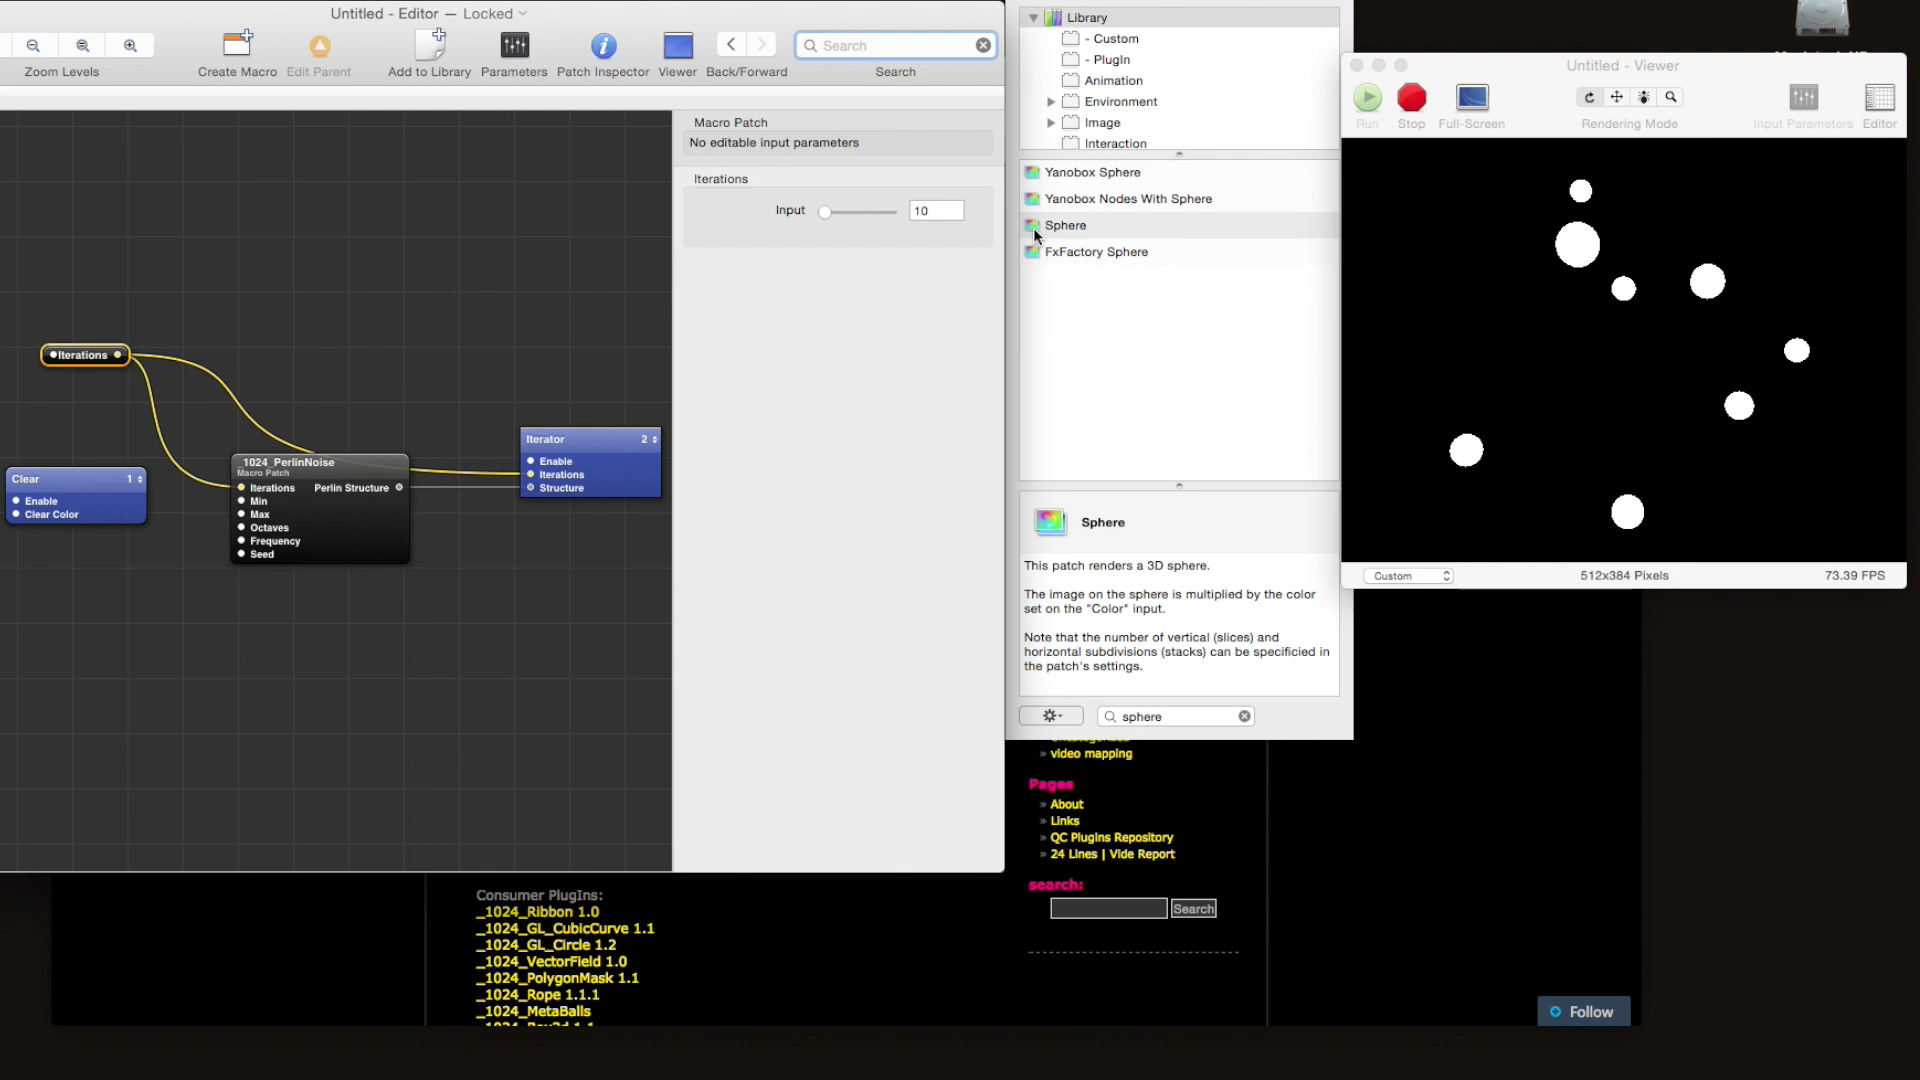 Untitled - Editor — Locked
Zoom Levels
Create Macro
Edit Parent
Add to Library
Parameters
Patch Inspector
Viewer
Back/Forward
Search
Search
Macro Patch
No editable input parameters
Iterations
Input
10
Iterations
Clear 1
Enable
Clear Color
_1024_PerlinNoise
Macro Patch
Iterations Perlin Structure
Min
Max
Octaves
Frequency
Seed
Iterator 2
Enable
Iterations
Structure
Library
- Custom
- PlugIn
Animation
Environment
Image
Interaction
Yanobox Sphere
Yanobox Nodes With Sphere
Sphere
FxFactory Sphere
Sphere
This patch renders a 3D sphere.
The image on the sphere is multiplied by the color
set on the "Color" input.
Note that the number of vertical (slices) and
horizontal subdivisions (stacks) can be specificied in
the patch's settings.
sphere
Untitled - Viewer
Run
Stop
Full-Screen
Rendering Mode
Input Parameters
Editor
Custom
512x384 Pixels
73.39 FPS
» video mapping
Pages
» About
» Links
» QC Plugins Repository
» 24 Lines | Vide Report
search:
Search
Consumer PlugIns:
_1024_Ribbon 1.0
_1024_GL_CubicCurve 1.1
_1024_GL_Circle 1.2
_1024_VectorField 1.0
_1024_PolygonMask 1.1
_1024_Rope 1.1.1
_1024_MetaBalls
Follow